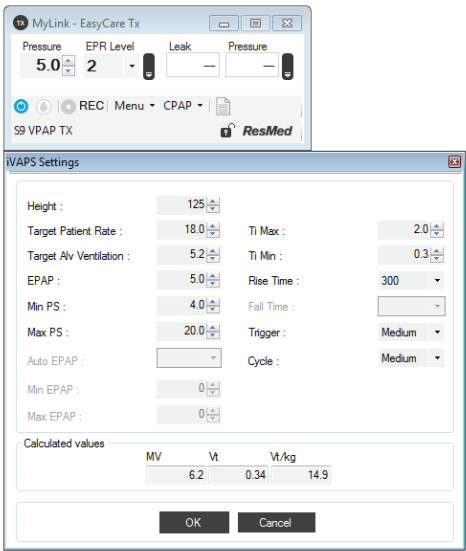 TX MyLink - EasyCare Tx
Pressure EPR Level Leak Pressure
5.0 2 -- --
REC Menu CPAP
S9 VPAP TX ResMed
iVAPS Settings
Height : 125
Target Patient Rate : 18.0 Ti Max : 2.0
Target Alv Ventilation : 5.2 Ti Min : 0.3
EPAP : 5.0 Rise Time : 300
Min PS : 4.0 Fall Time :
Max PS : 20.0 Trigger : Medium
Auto EPAP : Cycle : Medium
Min EPAP : 0
Max EPAP : 0
Calculated values
MV Vt Vt/kg
6.2 0.34 14.9
OK Cancel